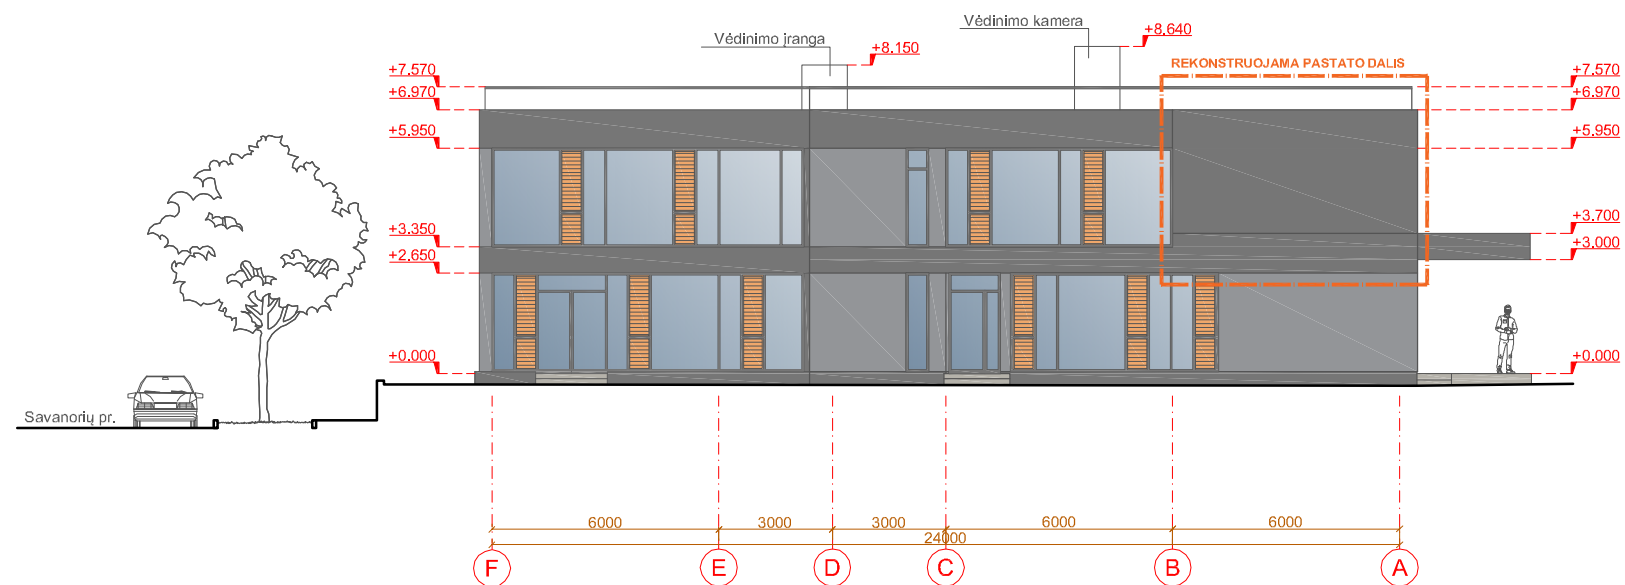 Vėdinimo kamera
+8.640
Vėdinimo įranga
+8.150
REKONSTRUOJAMA PASTATO DALIS
+7.570
+7.570
+6.970
+6.970
+5.950
+5.950
+3.350
+3.700
+2.650
+3.000
+0.000
+0.000
Savanorių pr.
6000
3000
3000
6000
6000
24000
F
E
D
C
B
A